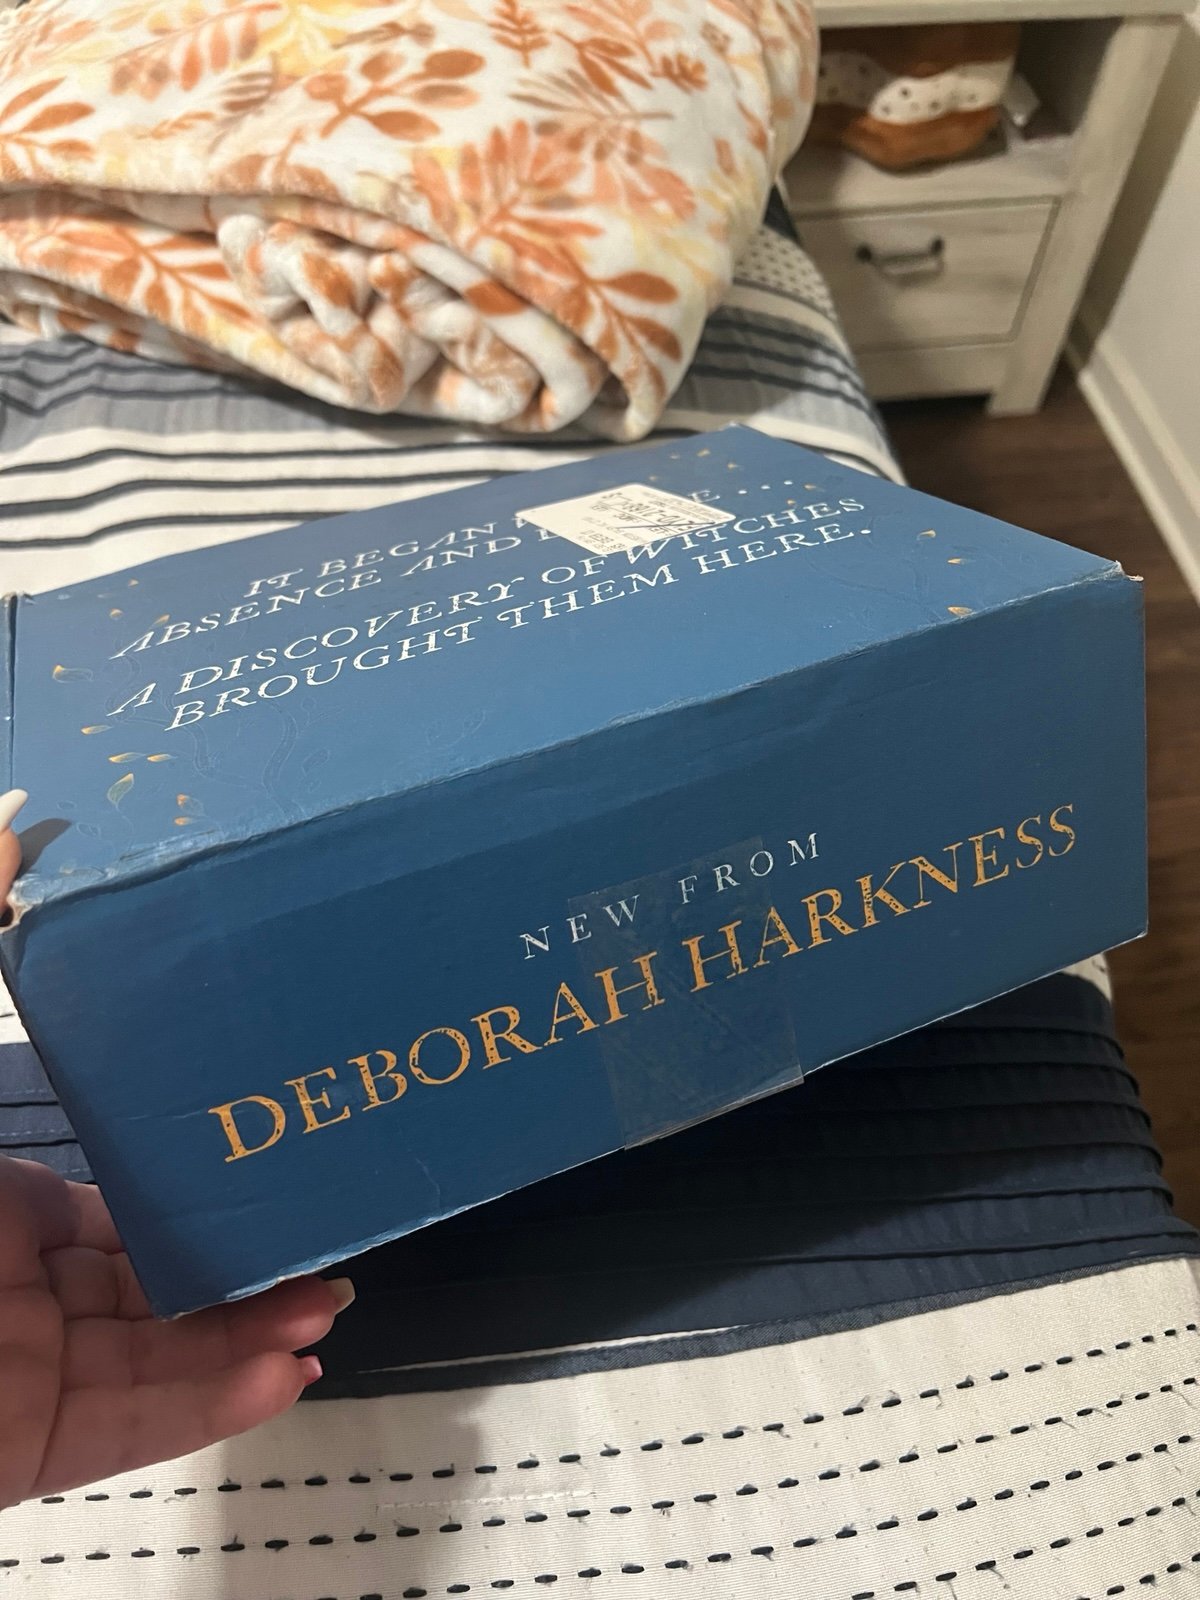 IT BEGAN
ABSENCE AND
A DISCOVERY OF WITCHES
BROUGHT THEM HERE.
NEW FROM
DEBORAH HARKNESS